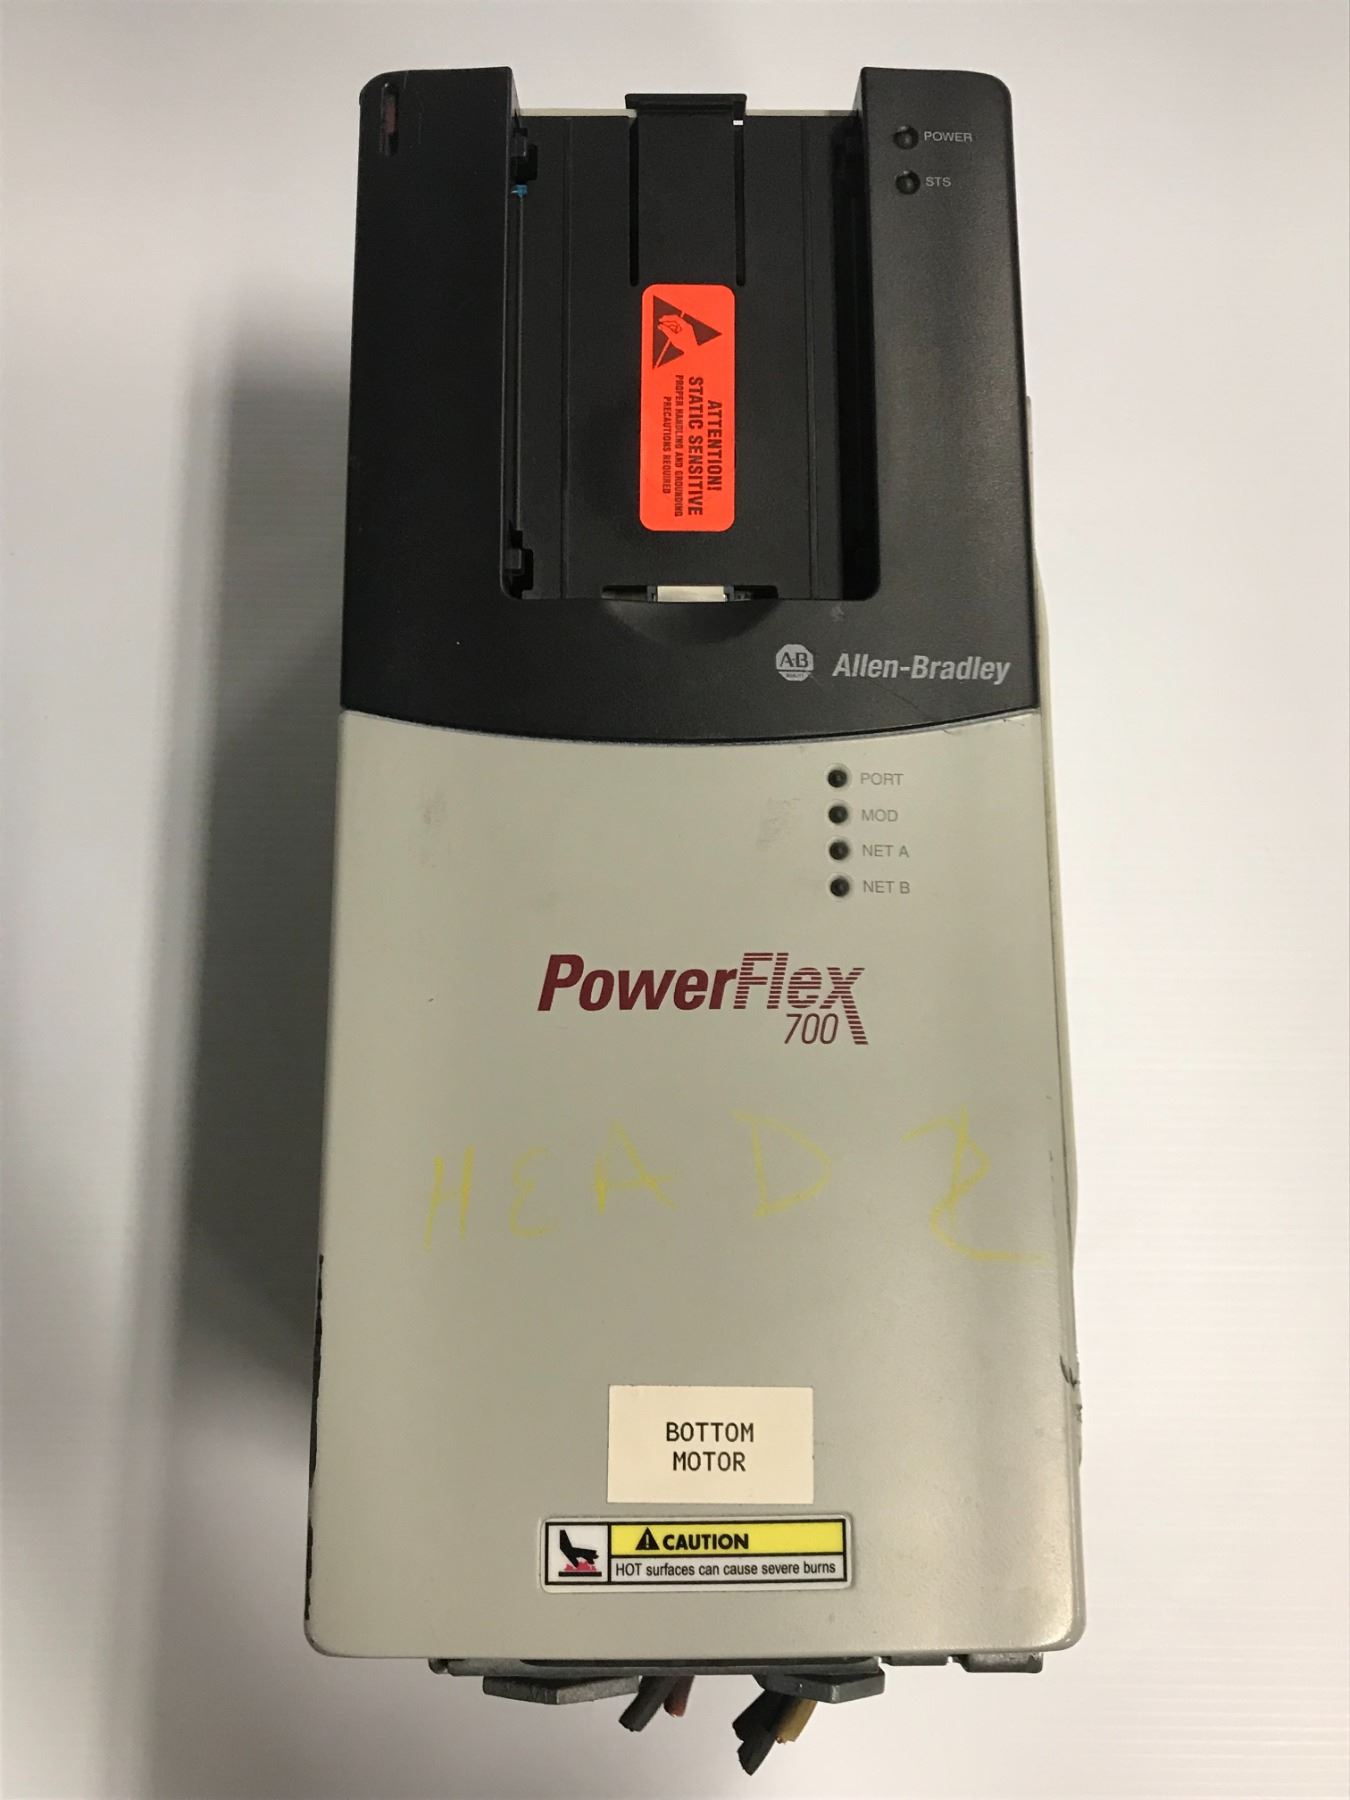 POWER
STS
ATTENTION!
STATIC SENSITIVE
PROPER HANDLING AND GROUNDING
PRECAUTIONS REQUIRED
A·B Allen-Bradley
PORT
MOD
NET A
NET B
PowerFlex
700
HEAD 2
BOTTOM
MOTOR
CAUTION
HOT surfaces can cause severe burns